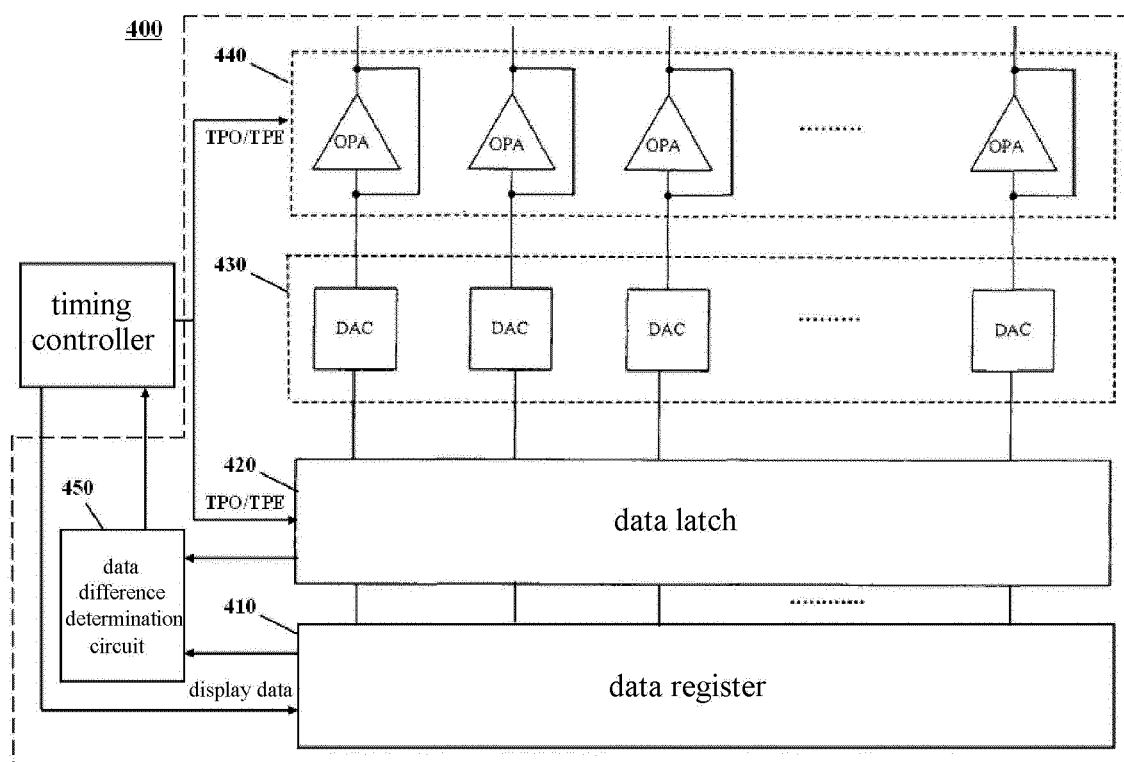 400
440
TPO/TPE
OPA
OPA
OPA
OPA
430
timing
controller
DAC
DAC
DAC
DAC
420
450
TPO/TPE
data latch
data
difference
determination
circuit
410
display data
data register